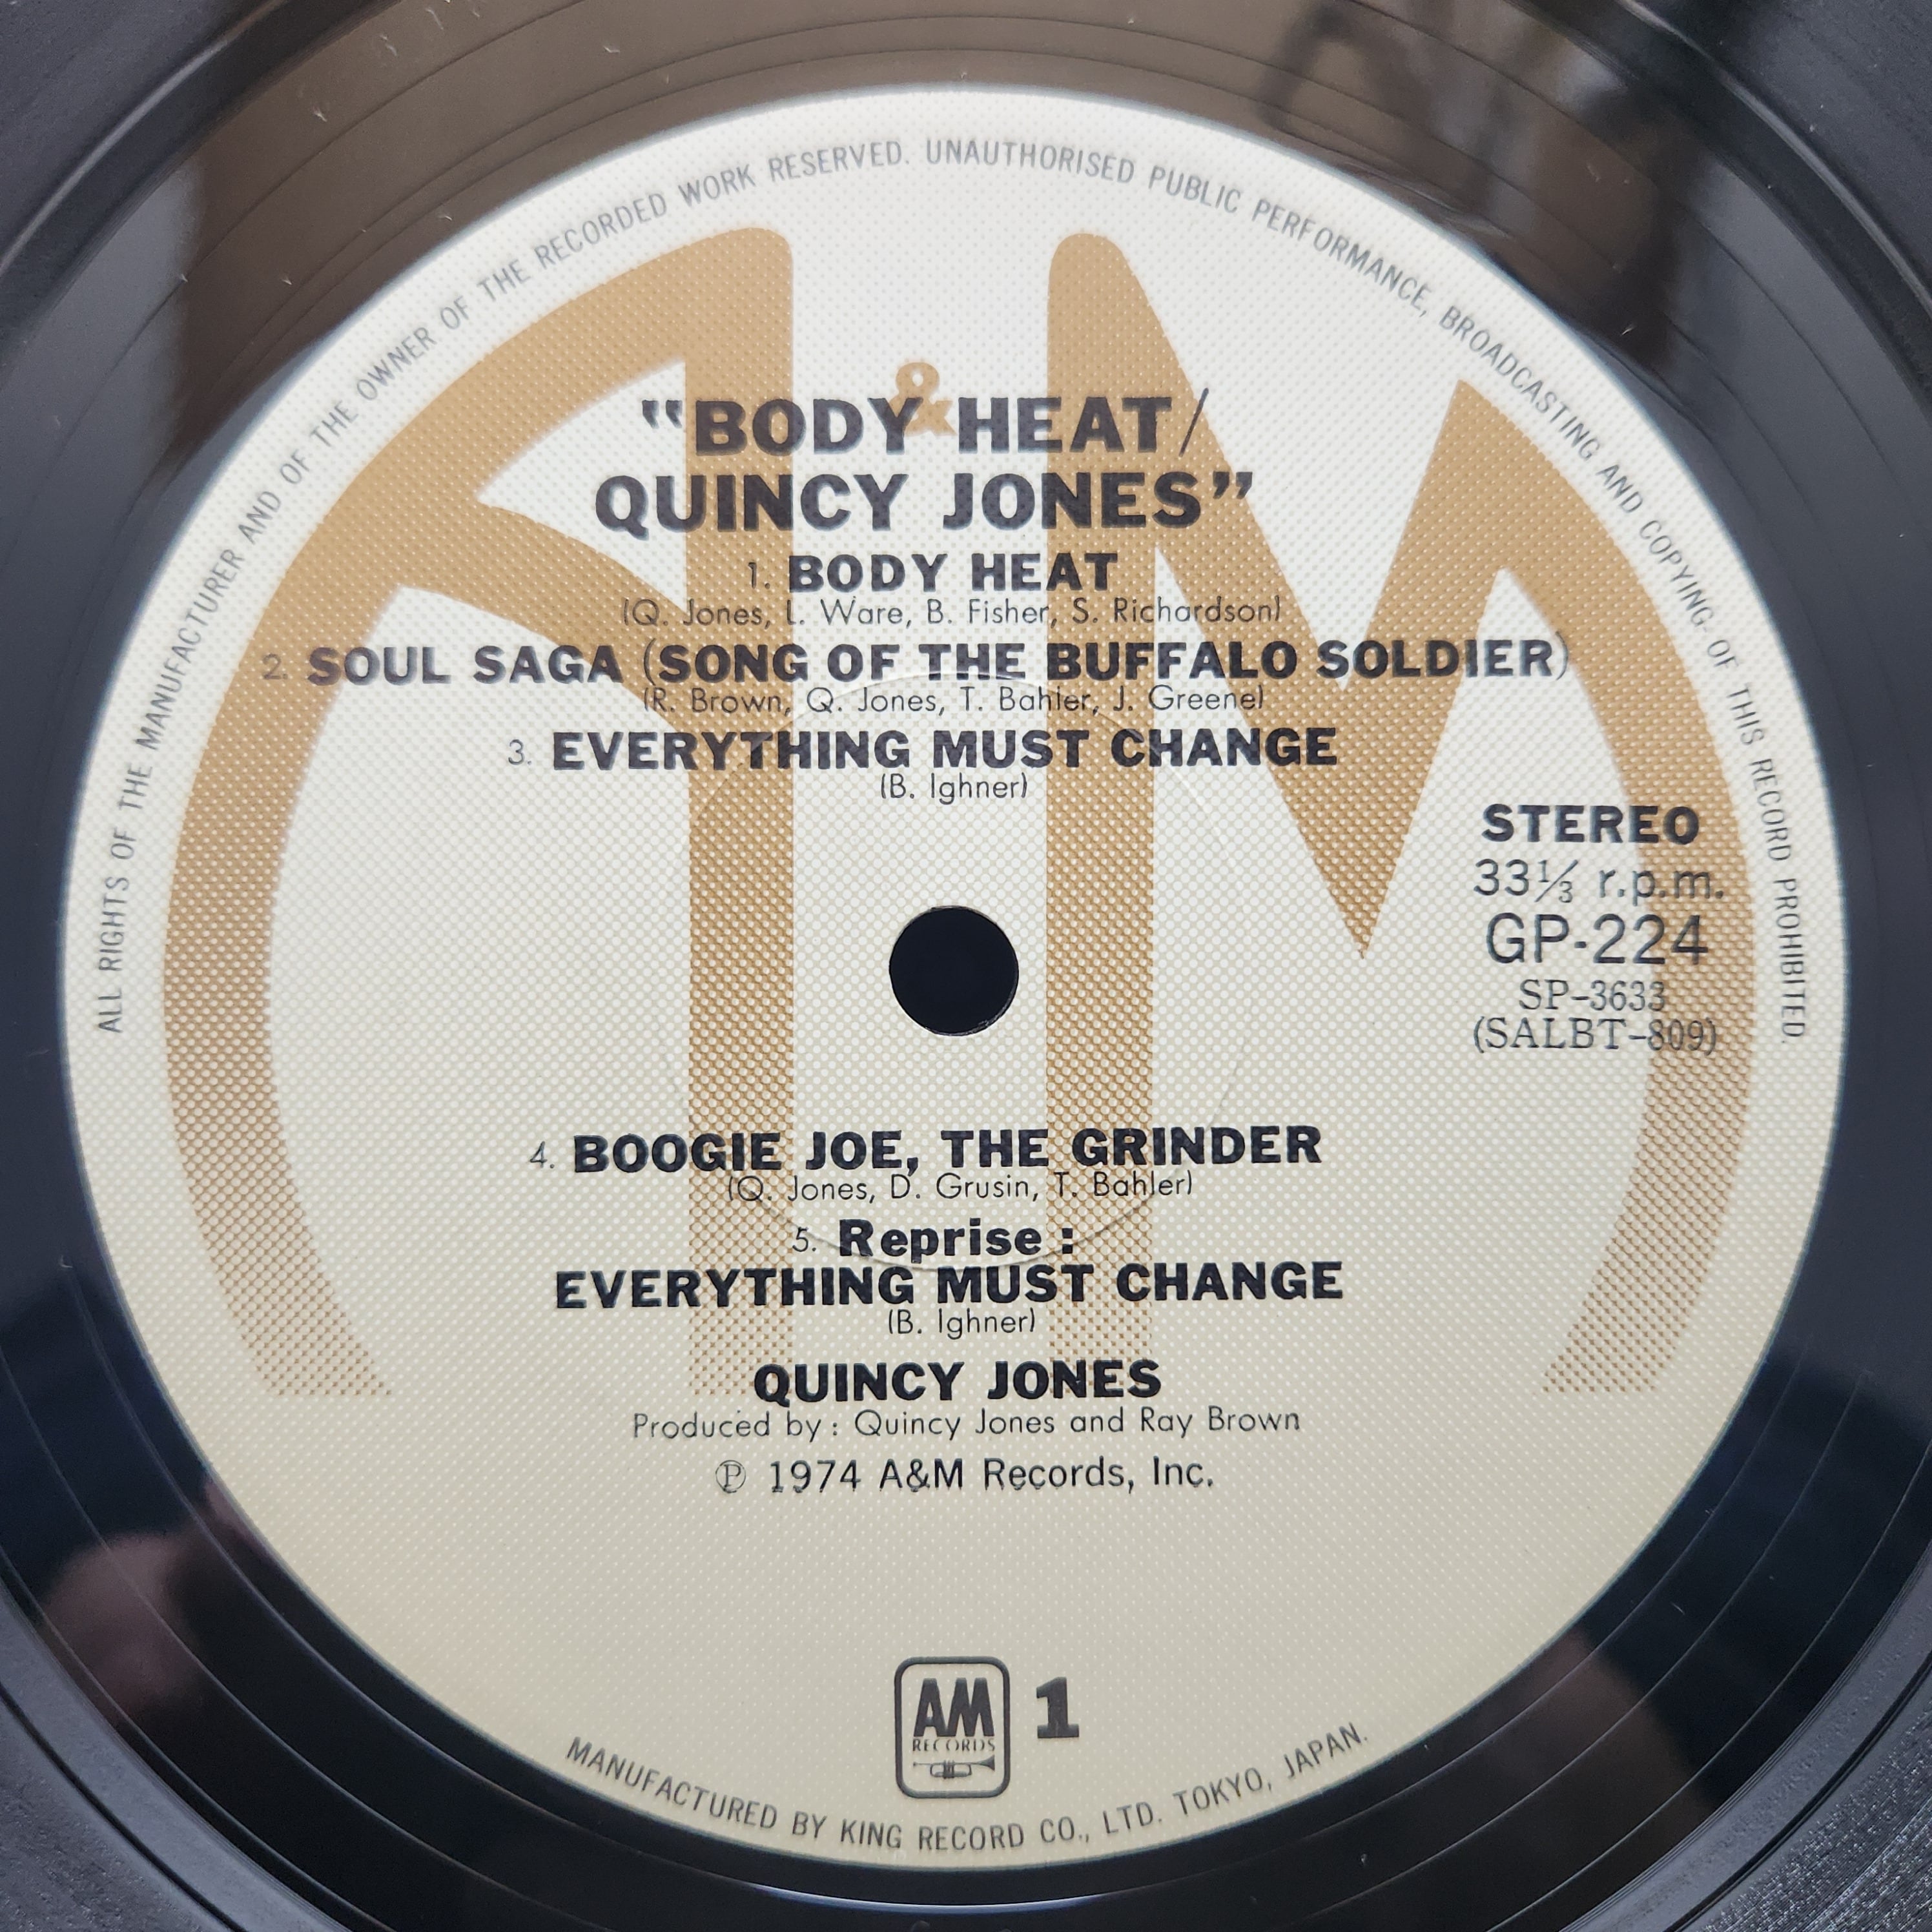 ALL RIGHTS OF THE MANUFACTURER AND OF THE OWNER OF THE RECORDED WORK RESERVED. UNAUTHORISED PUBLIC PERFORMANCE, BROADCASTING AND COPYING OF THIS RECORD PROHIBITED.
A&M
"BODY HEAT/
QUINCY JONES"
1. BODY HEAT
(Q. Jones, L. Ware, B. Fisher, S. Richardson)
2. SOUL SAGA (SONG OF THE BUFFALO SOLDIER)
(R. Brown, Q. Jones, T. Bahler, J. Greene)
3. EVERYTHING MUST CHANGE
(B. Ighner)
STEREO
33⅓ r.p.m.
GP-224
SP-3633
(SALBT-809)
4. BOOGIE JOE, THE GRINDER
(Q. Jones, D. Grusin, T. Bahler)
5. Reprise :
EVERYTHING MUST CHANGE
(B. Ighner)
QUINCY JONES
Produced by : Quincy Jones and Ray Brown
℗ 1974 A&M Records, Inc.
AM 1
RECORDS
MANUFACTURED BY KING RECORD CO., LTD. TOKYO, JAPAN.